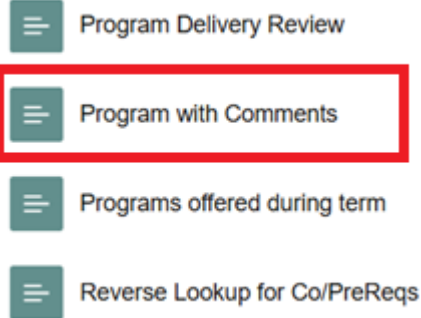 Program Delivery Review
Program with Comments
Programs offered during term
Reverse Lookup for Co/PreReqs